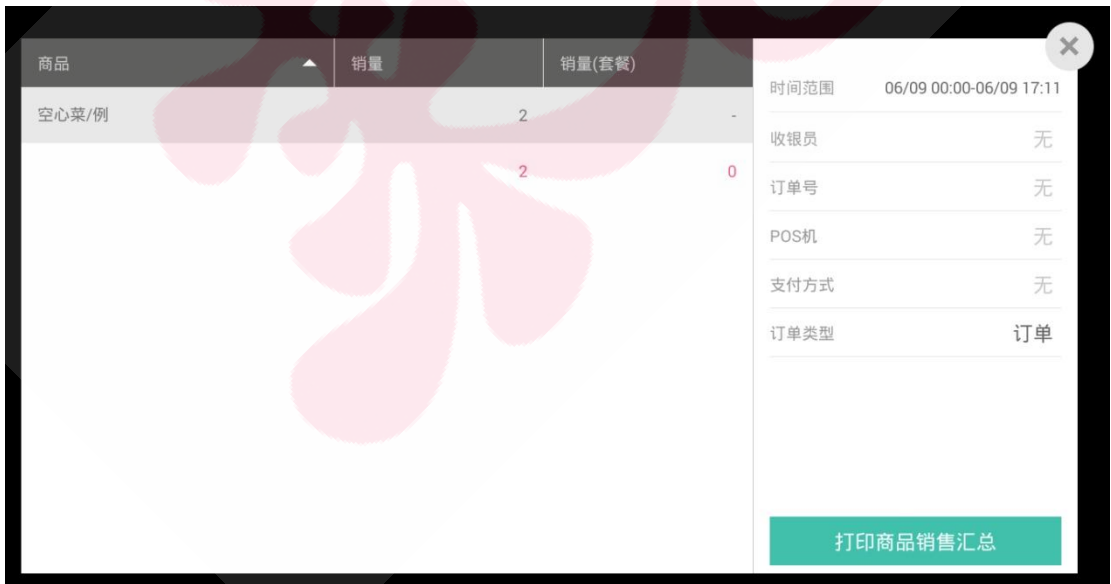 商品 销量 销量(套餐)
空心菜/例 2 -
2 0
时间范围 06/09 00:00-06/09 17:11
收银员 无
订单号 无
POS机 无
支付方式 无
订单类型 订单
打印商品销售汇总